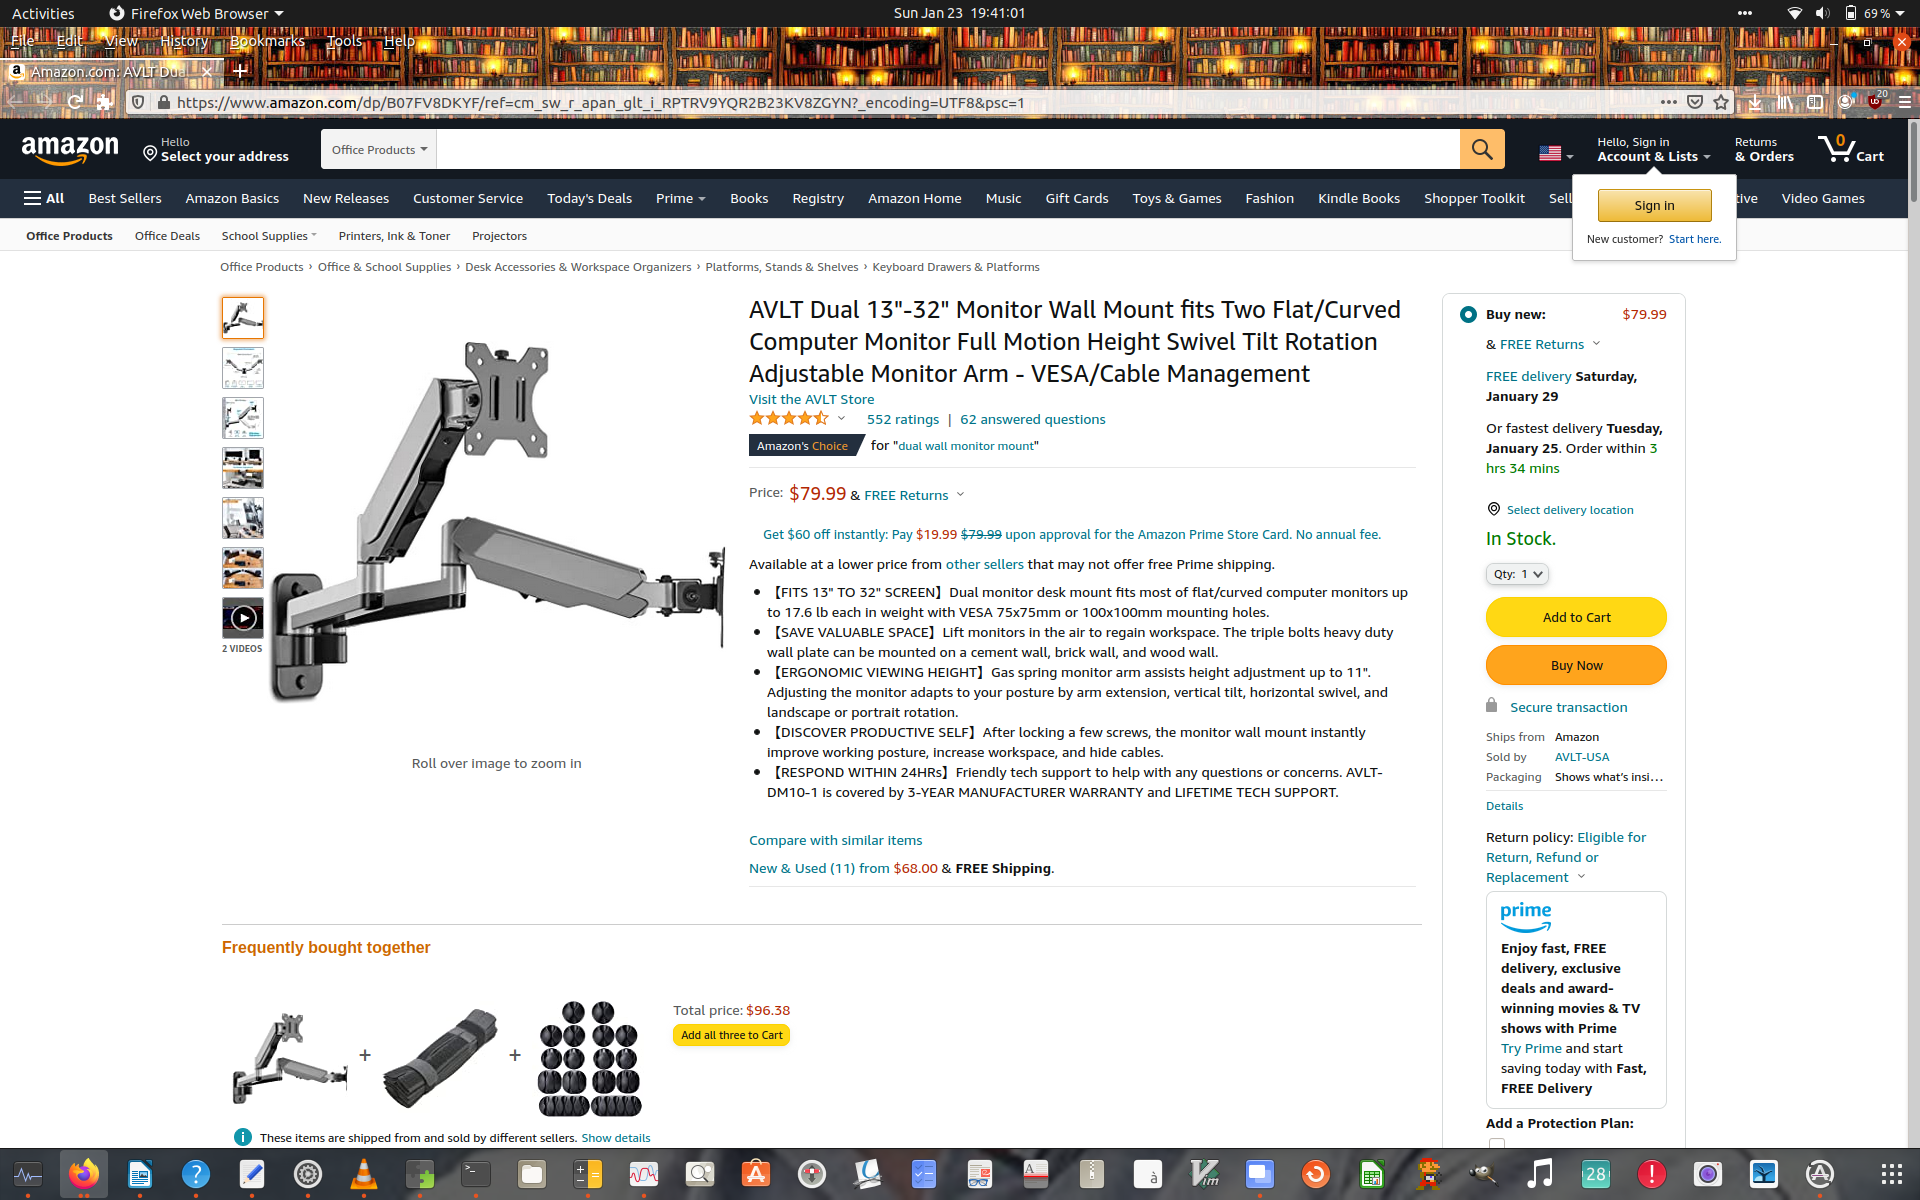 Activities
Firefox Web Browser
Sun Jan 23 19:41:01
69 %
File Edit View History Bookmarks Tools Help
Amazon.com: AVLT Dua
https://www.amazon.com/dp/B07FV8DKYF/ref=cm_sw_r_apan_glt_i_RPTRV9YQR2B23KV8ZGYN?_encoding=UTF8&psc=1
20
amazon
Hello
Select your address
Office Products
Hello, Sign in
Account & Lists
Returns
& Orders
0
Cart
All Best Sellers Amazon Basics New Releases Customer Service Today's Deals Prime Books Registry Amazon Home Music Gift Cards Toys & Games Fashion Kindle Books Shopper Toolkit Sell tive Video Games
Sign in
New customer? Start here.
Office Products Office Deals School Supplies Printers, Ink & Toner Projectors
Office Products › Office & School Supplies › Desk Accessories & Workspace Organizers › Platforms, Stands & Shelves › Keyboard Drawers & Platforms
2 VIDEOS
Roll over image to zoom in
AVLT Dual 13"-32" Monitor Wall Mount fits Two Flat/Curved
Computer Monitor Full Motion Height Swivel Tilt Rotation
Adjustable Monitor Arm - VESA/Cable Management
Visit the AVLT Store
552 ratings | 62 answered questions
Amazon's Choice for "dual wall monitor mount"
Price: $79.99 & FREE Returns
Get $60 off instantly: Pay $19.99 $79.99 upon approval for the Amazon Prime Store Card. No annual fee.
Available at a lower price from other sellers that may not offer free Prime shipping.
• 【FITS 13" TO 32" SCREEN】Dual monitor desk mount fits most of flat/curved computer monitors up
to 17.6 lb each in weight with VESA 75x75mm or 100x100mm mounting holes.
• 【SAVE VALUABLE SPACE】Lift monitors in the air to regain workspace. The triple bolts heavy duty
wall plate can be mounted on a cement wall, brick wall, and wood wall.
• 【ERGONOMIC VIEWING HEIGHT】Gas spring monitor arm assists height adjustment up to 11".
Adjusting the monitor adapts to your posture by arm extension, vertical tilt, horizontal swivel, and
landscape or portrait rotation.
• 【DISCOVER PRODUCTIVE SELF】After locking a few screws, the monitor wall mount instantly
improve working posture, increase workspace, and hide cables.
• 【RESPOND WITHIN 24HRs】Friendly tech support to help with any questions or concerns. AVLT-
DM10-1 is covered by 3-YEAR MANUFACTURER WARRANTY and LIFETIME TECH SUPPORT.
Compare with similar items
New & Used (11) from $68.00 & FREE Shipping.
Buy new: $79.99
& FREE Returns
FREE delivery Saturday,
January 29
Or fastest delivery Tuesday,
January 25. Order within 3
hrs 34 mins
Select delivery location
In Stock.
Qty: 1
Add to Cart
Buy Now
Secure transaction
Ships from Amazon
Sold by AVLT-USA
Packaging Shows what's insi…
Details
Return policy: Eligible for
Return, Refund or
Replacement
prime
Enjoy fast, FREE
delivery, exclusive
deals and award-
winning movies & TV
shows with Prime
Try Prime and start
saving today with Fast,
FREE Delivery
Add a Protection Plan:
Frequently bought together
+ +
Total price: $96.38
Add all three to Cart
These items are shipped from and sold by different sellers. Show details
28